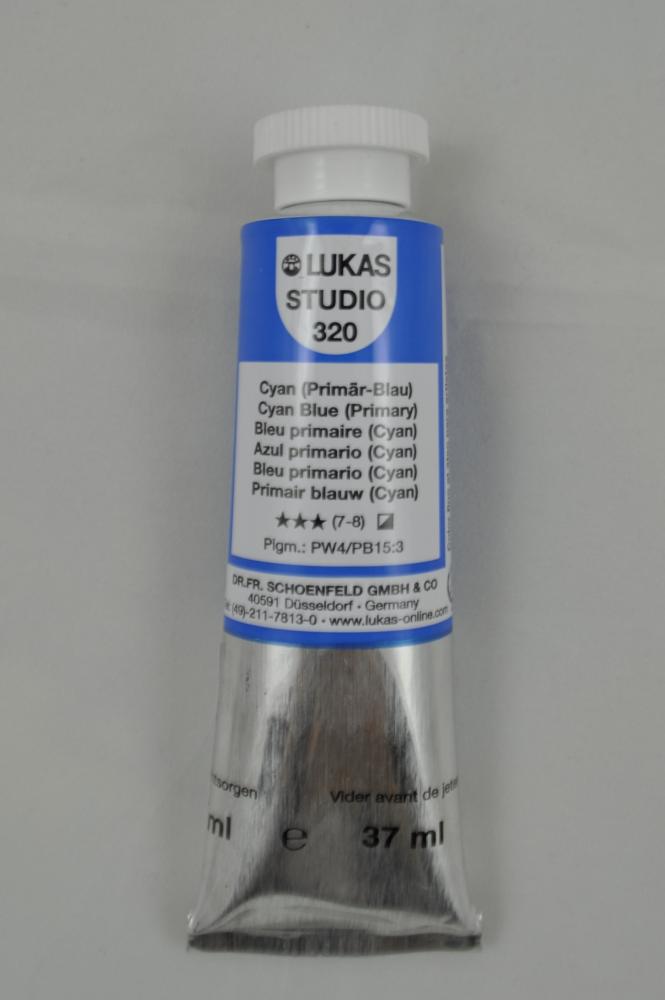 LUKAS
STUDIO
320
Cyan (Primär-Blau)
Cyan Blue (Primary)
Bleu primaire (Cyan)
Azul primario (Cyan)
Bleu primario (Cyan)
Primair blauw (Cyan)
★★★ (7-8)
Pigm.: PW4/PB15:3
DR.FR. SCHOENFELD GMBH & CO
40591 Düsseldorf · Germany
(49)-211-7813-0 · www.lukas-online.com
ntsorgen Vider avant de jete
ml e 37 ml